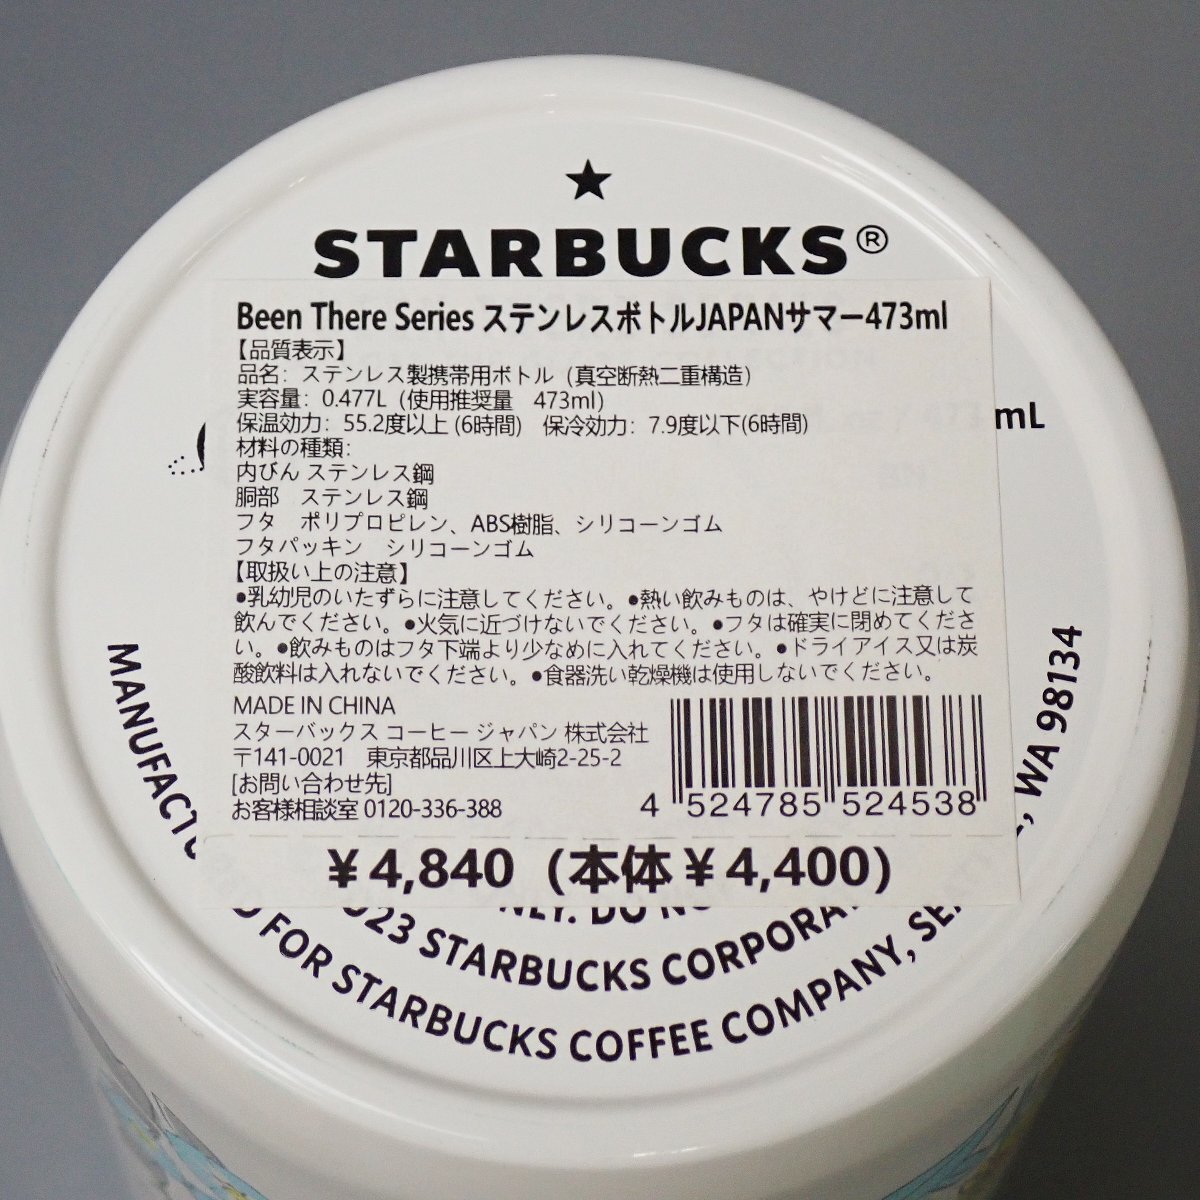 STARBUCKS®
Been There Series ステンレスボトルJAPANサマー473ml
【品質表示】
品名：ステンレス製携帯用ボトル（真空断熱二重構造）
実容量：0.477L（使用推奨量　473ml）
保温効力：55.2度以上 (6時間)　保冷効力：7.9度以下(6時間)
材料の種類：
内びん ステンレス鋼
胴部　ステンレス鋼
フタ　ポリプロピレン、ABS樹脂、シリコーンゴム
フタパッキン　シリコーンゴム
【取扱い上の注意】
●乳幼児のいたずらに注意してください。●熱い飲みものは、やけどに注意して
飲んでください。●火気に近づけないでください。●フタは確実に閉めてくださ
い。●飲みものはフタ下端より少なめに入れてください。●ドライアイス又は炭
酸飲料は入れないでください。●食器洗い乾燥機は使用しないでください。
MADE IN CHINA
スターバックス コーヒー ジャパン 株式会社
〒141-0021　東京都品川区上大崎2-25-2
[お問い合わせ先]
お客様相談室 0120-336-388
4 524785 524538
￥4,840（本体￥4,400）
mL
STARBUCKS
FOR STARBUCKS COFFEE COMPANY, WA 98134